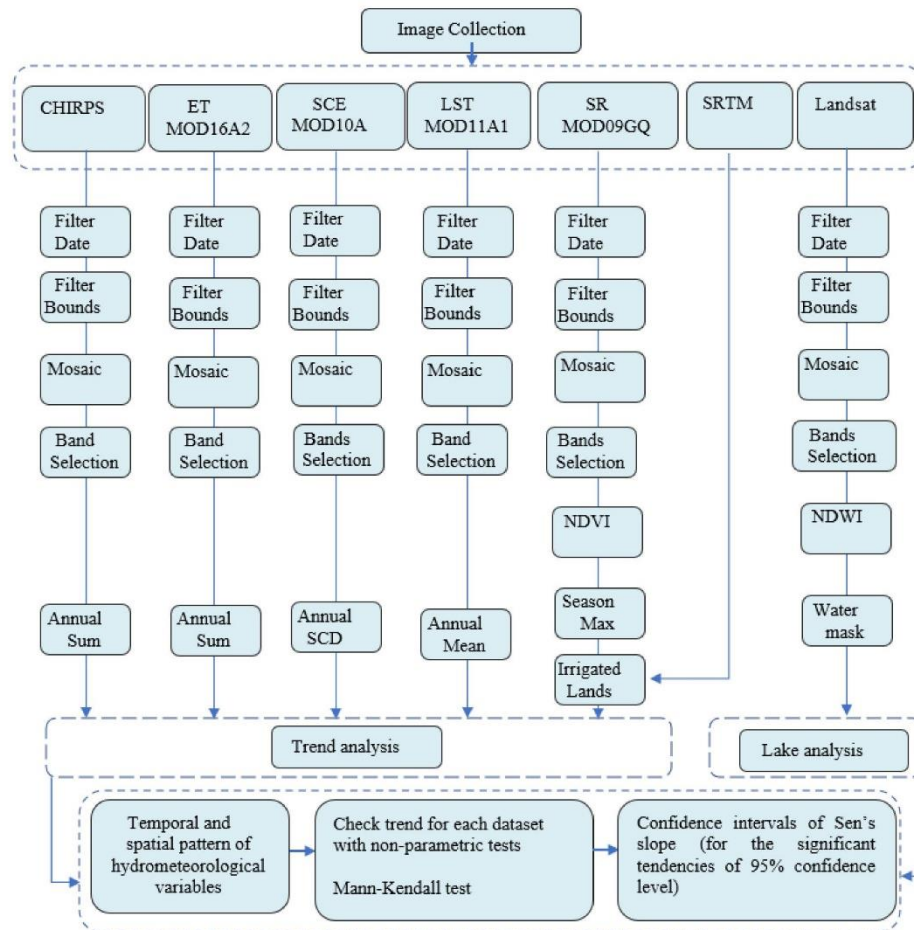 Image Collection
CHIRPS
ET
MOD16A2
SCE
MOD10A
LST
MOD11A1
SR
MOD09GQ
SRTM
Landsat
Filter
Date
Filter
Date
Filter
Date
Filter
Date
Filter
Date
Filter
Date
Filter
Bounds
Filter
Bounds
Filter
Bounds
Filter
Bounds
Filter
Bounds
Filter
Bounds
Mosaic
Mosaic
Mosaic
Mosaic
Mosaic
Mosaic
Band
Selection
Band
Selection
Bands
Selection
Band
Selection
Bands
Selection
Bands
Selection
NDVI
NDWI
Annual
Sum
Annual
Sum
Annual
SCD
Annual
Mean
Season
Max
Water
mask
Irrigated
Lands
Trend analysis
Lake analysis
Temporal and
spatial pattern of
hydrometeorological
variables
Check trend for each dataset
with non-parametric tests
Mann-Kendall test
Confidence intervals of Sen's
slope (for the significant
tendencies of 95% confidence
level)